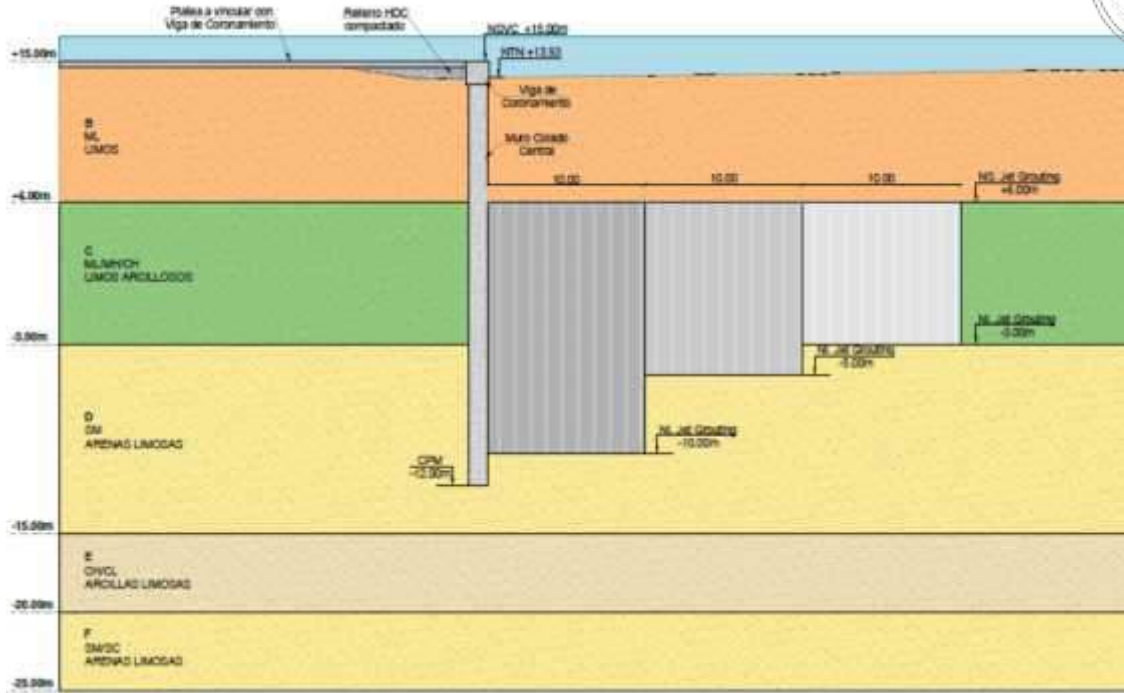 Platea a vincular con
Viga de Coronamiento
Relleno HDC
compactado
NSVC +15.00m
NTN +13.93
+15.00m
Viga de
Coronamiento
B
ML
LIMOS
Muro Colado
Central
10.00
10.00
10.00
NS. Jet Grouting
+6.00m
+6.00m
C
ML/MH/CH
LIMOS ARCILLOSOS
NI. Jet Grouting
-3.00m
-3.00m
NI. Jet Grouting
-5.00m
D
SM
ARENAS LIMOSAS
NI. Jet Grouting
-10.00m
CPM
-12.00m
-15.00m
E
CH/CL
ARCILLAS LIMOSAS
-20.00m
F
SM/SC
ARENAS LIMOSAS
-25.00m